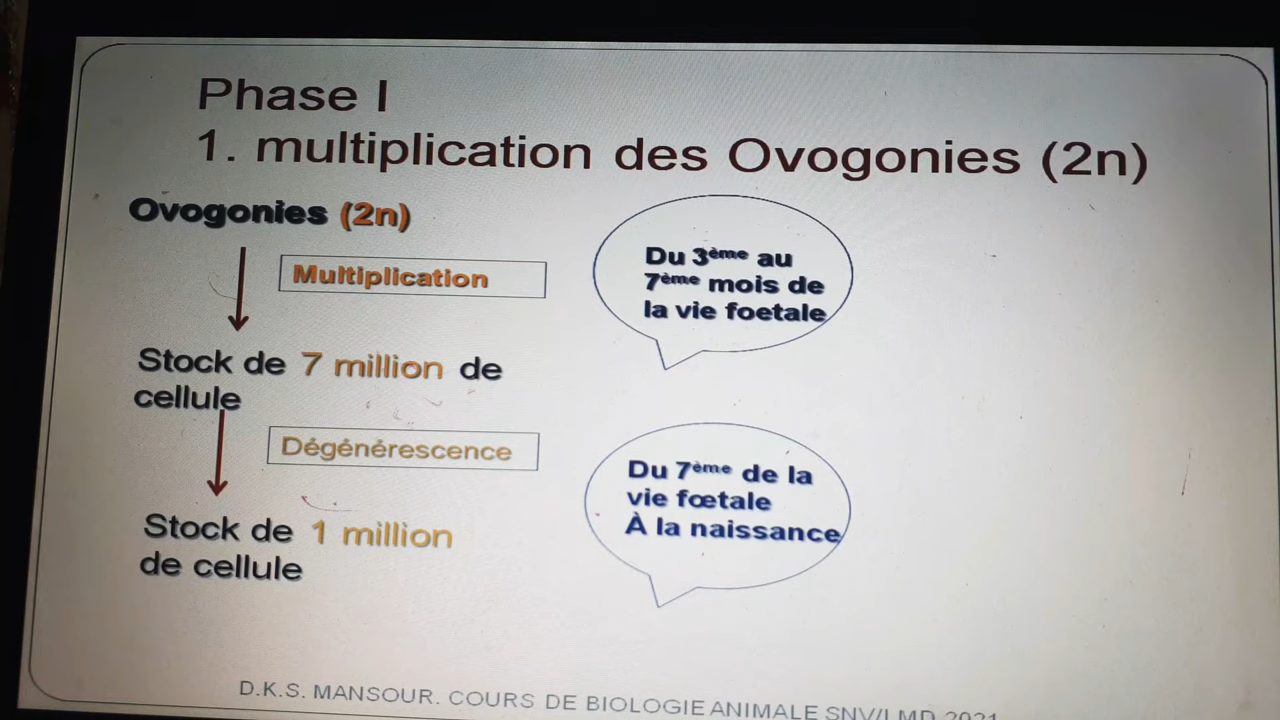 Phase I
1. multiplication des Ovogonies (2n)
Ovogonies (2n)
Multiplication
Du 3ème au
7ème mois de
la vie foetale
Stock de 7 million de
cellule
Dégénérescence
Du 7ème de la
vie fœtale
À la naissance
Stock de 1 million
de cellule
D.K.S. MANSOUR. COURS DE BIOLOGIE ANIMALE SNV/LMD 2021